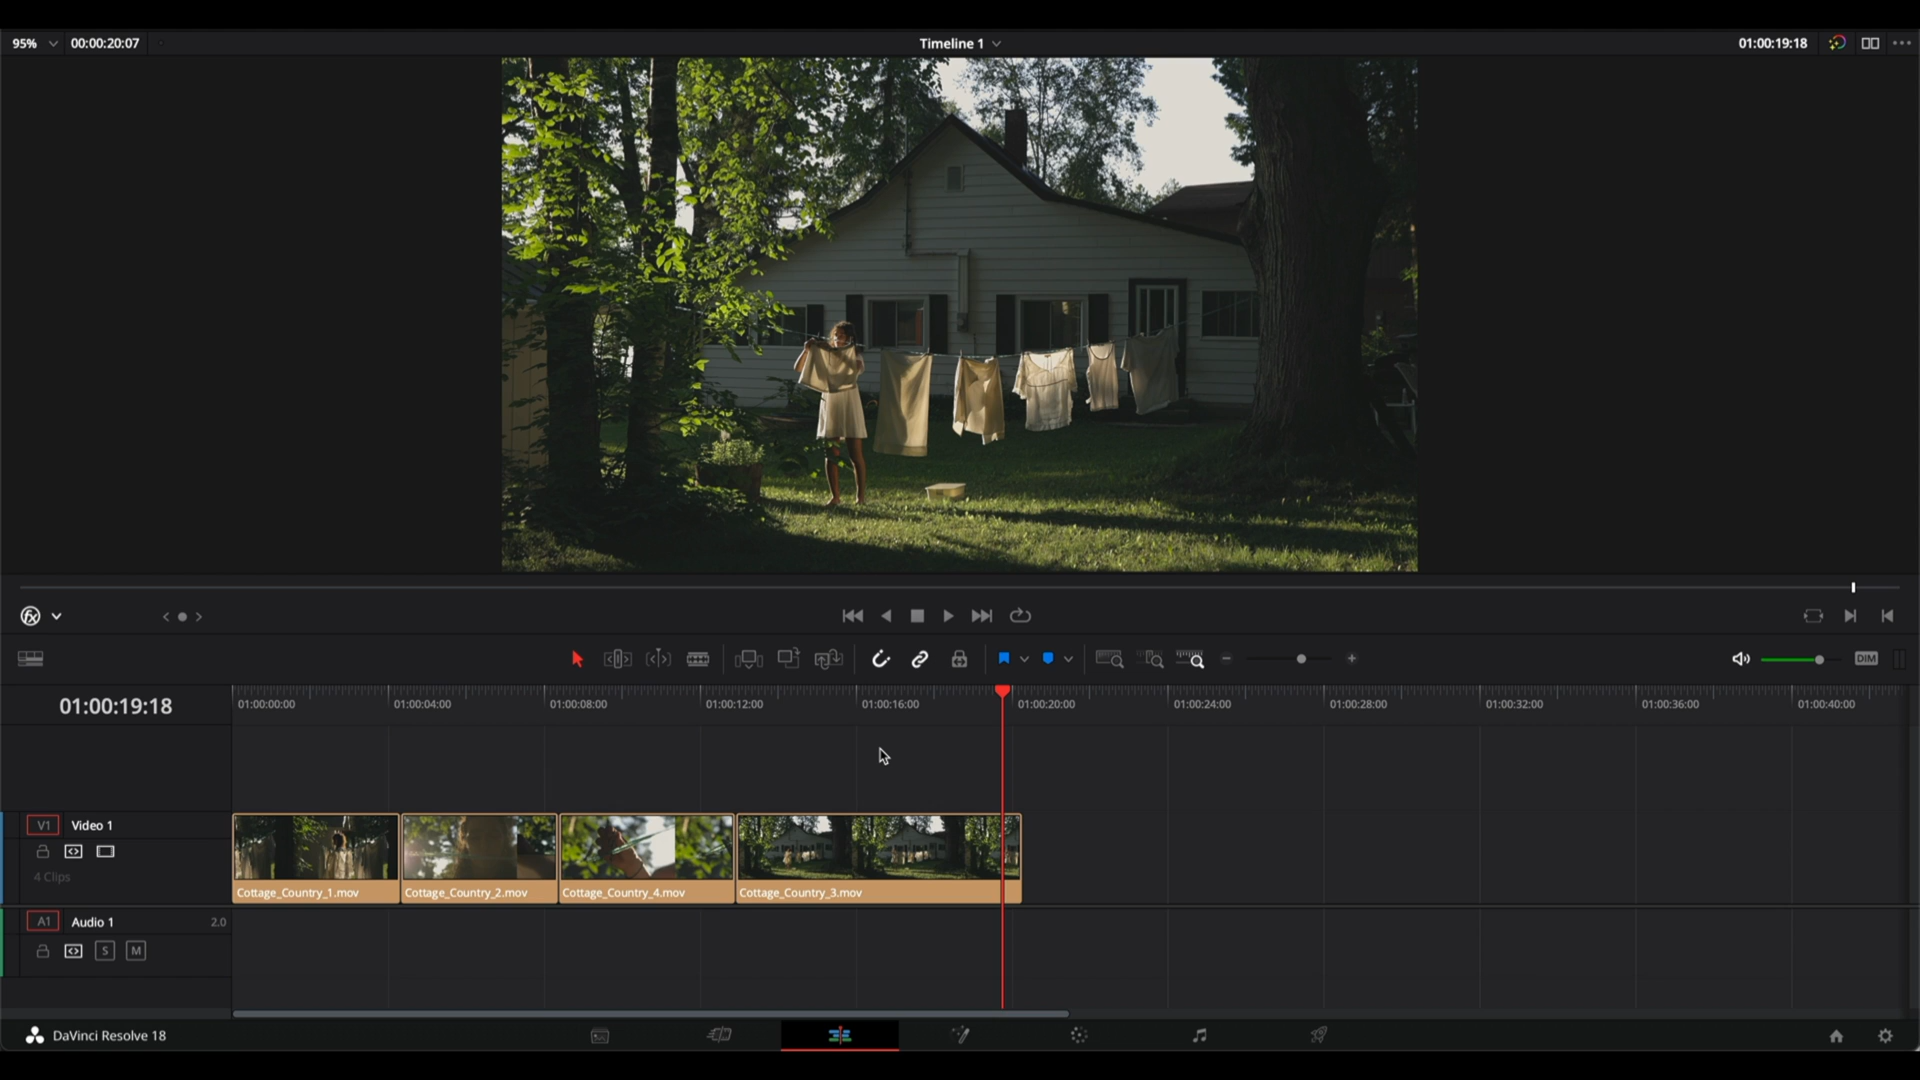 95%
00:00:20:07
Timeline 1
01:00:19:18
DIM
01:00:19:18
01:00:00:00
01:00:04:00
01:00:08:00
01:00:12:00
01:00:16:00
01:00:20:00
01:00:24:00
01:00:28:00
01:00:32:00
01:00:36:00
01:00:40:00
V1
Video 1
4 Clips
Cottage_Country_1.mov
Cottage_Country_2.mov
Cottage_Country_4.mov
Cottage_Country_3.mov
A1
Audio 1
2.0
S
M
DaVinci Resolve 18